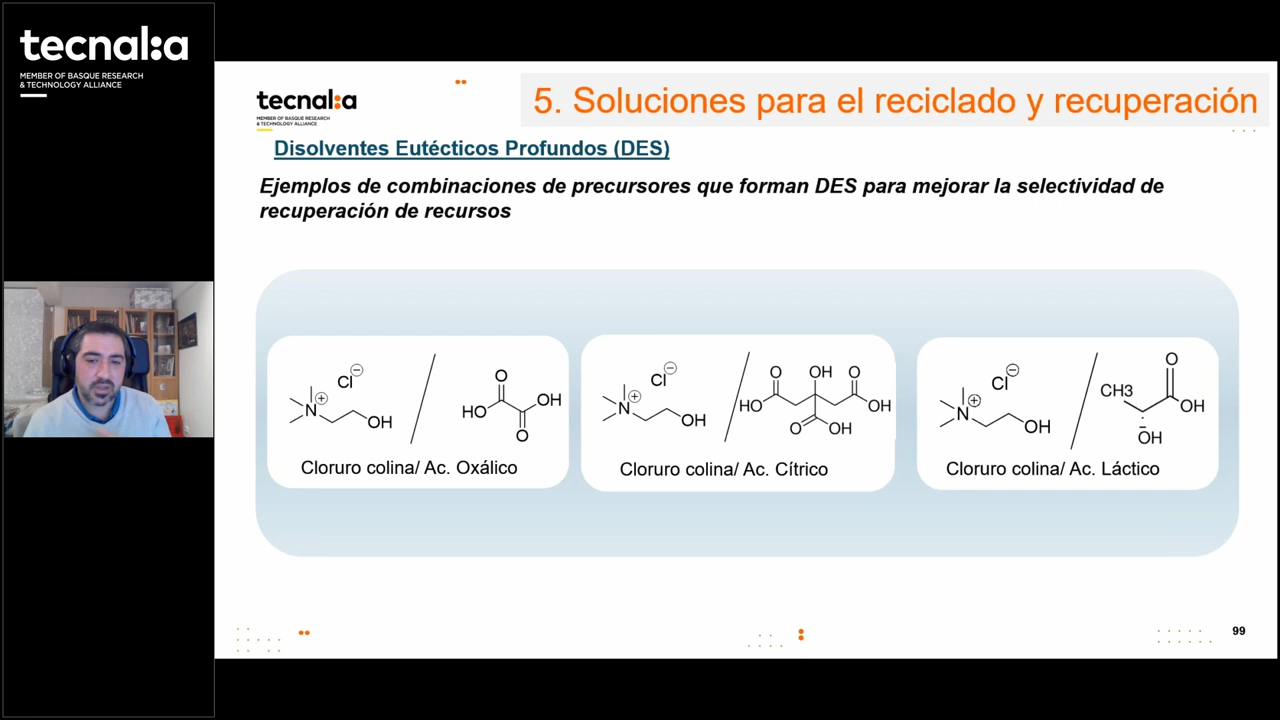 tecnal:a
MEMBER OF BASQUE RESEARCH
& TECHNOLOGY ALLIANCE
tecnal:a
MEMBER OF BASQUE RESEARCH
& TECHNOLOGY ALLIANCE
5. Soluciones para el reciclado y recuperación
Disolventes Eutécticos Profundos (DES)
Ejemplos de combinaciones de precursores que forman DES para mejorar la selectividad de
recuperación de recursos
Cl⊖
N⊕
OH
O
HO
OH
O
Cloruro colina/ Ac. Oxálico
Cl⊖
N⊕
OH
O
OH
O
HO
OH
O
OH
Cloruro colina/ Ac. Cítrico
Cl⊖
N⊕
OH
O
CH3
OH
OH
Cloruro colina/ Ac. Láctico
99